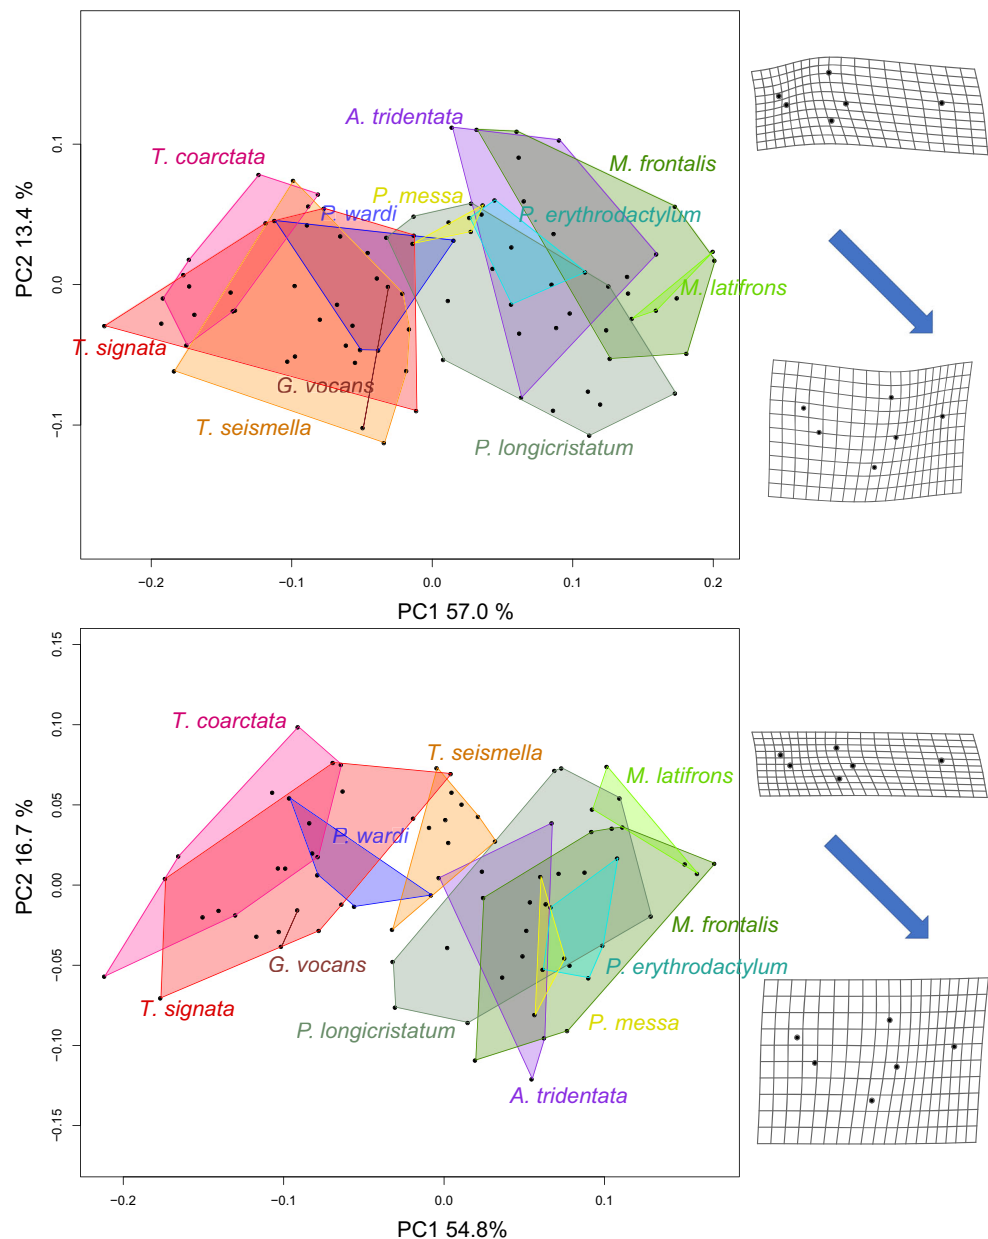 A. tridentata
T. coarctata
M. frontalis
P. messa
P. wardi
P. erythrodactylum
M. latifrons
T. signata
G. vocans
T. seismella
P. longicristatum
0.1
0.0
−0.1
PC2 13.4 %
−0.2
−0.1
0.0
0.1
0.2
PC1 57.0 %
0.15
0.10
0.05
0.00
−0.05
−0.10
−0.15
PC2 16.7 %
T. coarctata
T. seismella
M. latifrons
P. wardi
M. frontalis
G. vocans
P. erythrodactylum
T. signata
P. longicristatum
P. messa
A. tridentata
−0.2
−0.1
0.0
0.1
PC1 54.8%